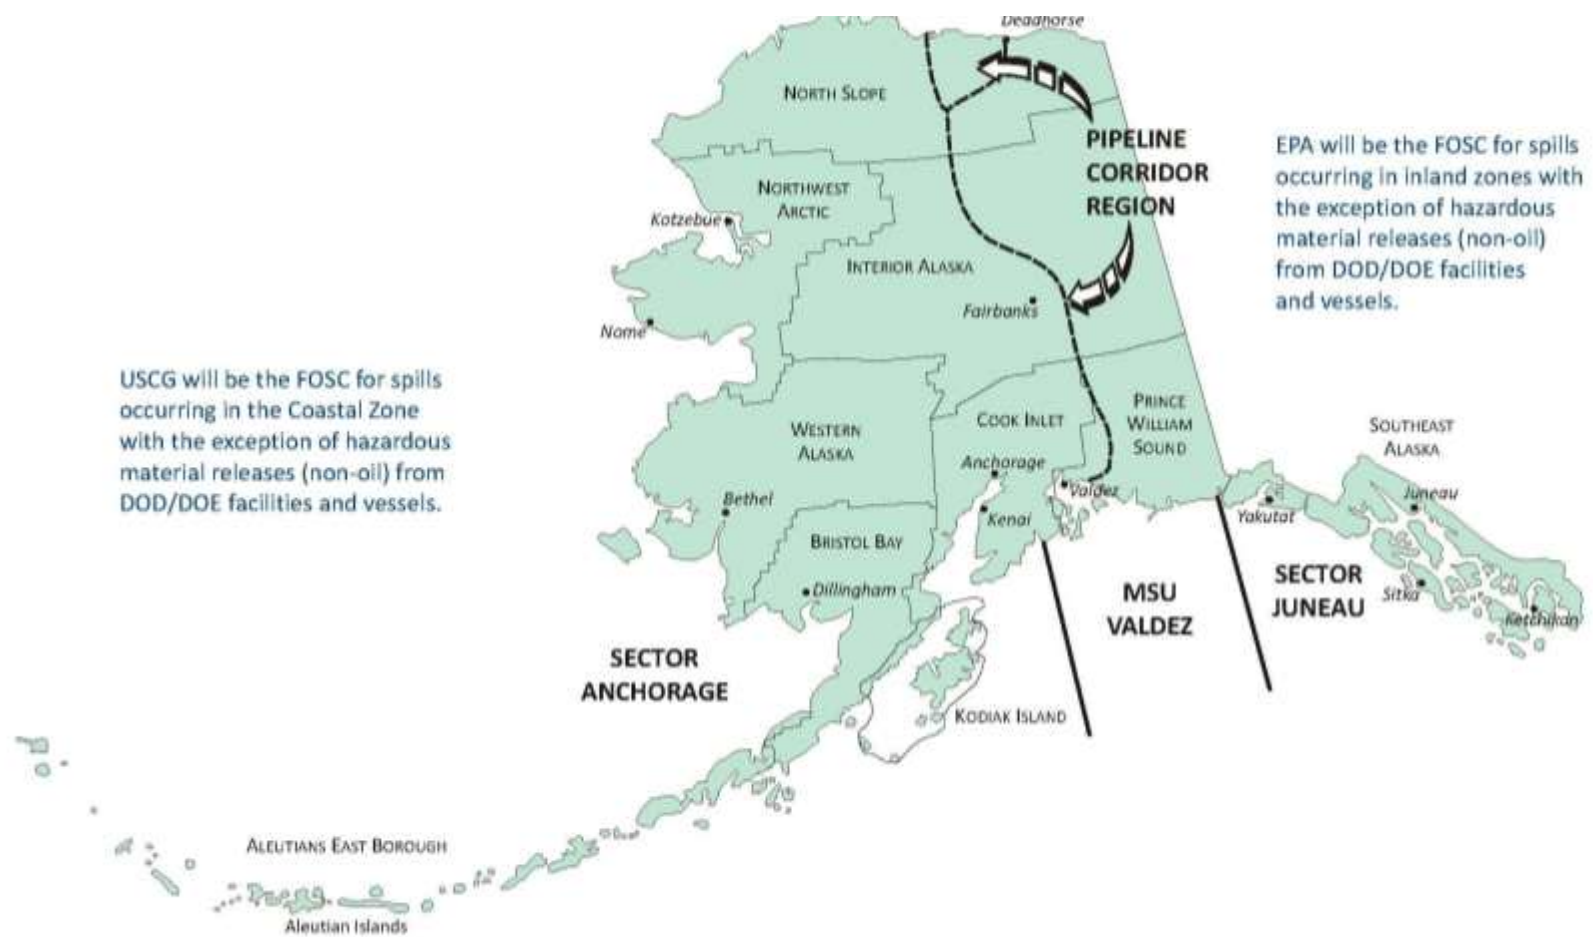 Deadhorse
NORTH SLOPE
PIPELINE
CORRIDOR
REGION
EPA will be the FOSC for spills
occurring in inland zones with
the exception of hazardous
material releases (non-oil)
from DOD/DOE facilities
and vessels.
NORTHWEST
ARCTIC
Kotzebue
INTERIOR ALASKA
Fairbanks
Nome
USCG will be the FOSC for spills
occurring in the Coastal Zone
with the exception of hazardous
material releases (non-oil) from
DOD/DOE facilities and vessels.
WESTERN
ALASKA
COOK INLET
PRINCE
WILLIAM
SOUND
SOUTHEAST
ALASKA
Anchorage
Valdez
Juneau
Bethel
Kenai
Yakutat
BRISTOL BAY
Dillingham
MSU
VALDEZ
SECTOR
JUNEAU
Sitka
Ketchikan
SECTOR
ANCHORAGE
KODIAK ISLAND
ALEUTIANS EAST BOROUGH
Aleutian Islands